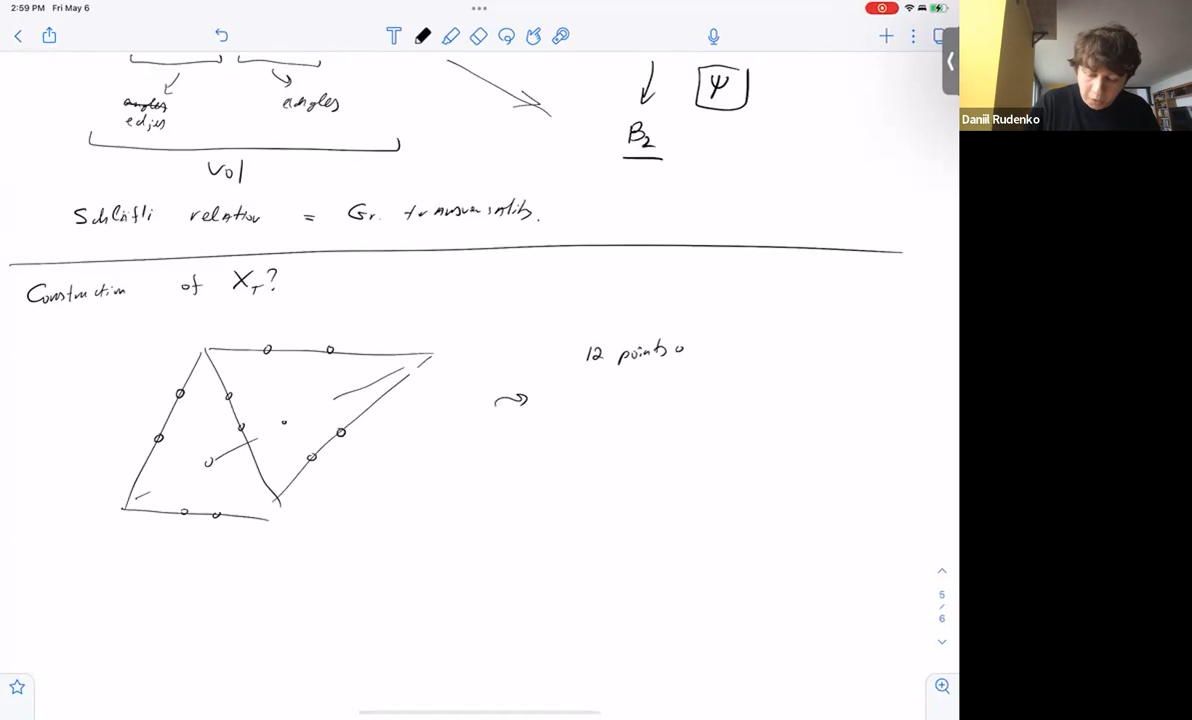 2:59 PM Fri May 6
angles
edges
angles
Vol
Ψ
B₂
Schläfli relation = Gr. transversality.
Construction of X_T?
12 points o
5
/
6
Daniil Rudenko